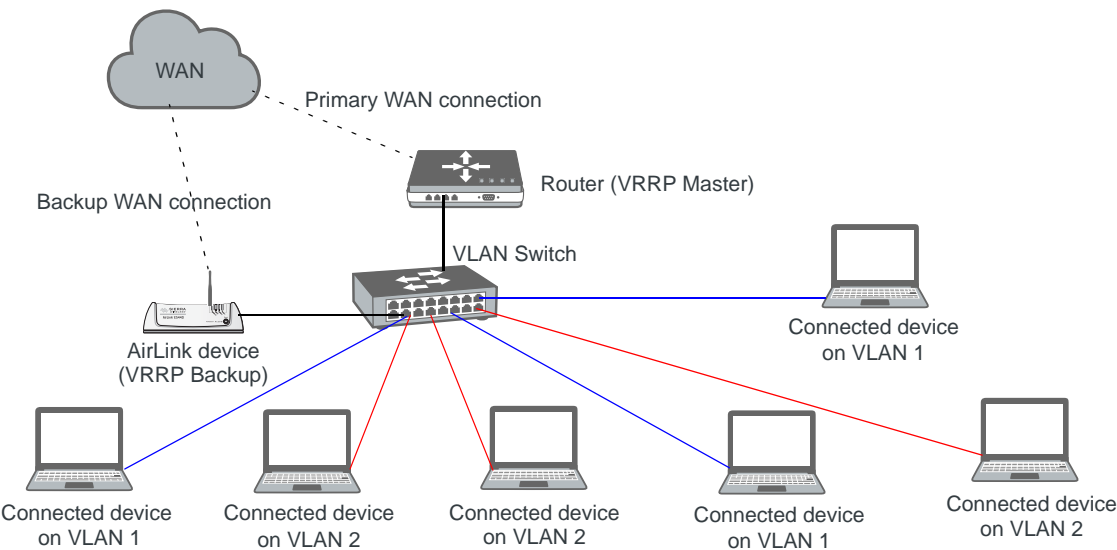 WAN
Primary WAN connection
Router (VRRP Master)
Backup WAN connection
VLAN Switch
SIERRA
WIRELESS
AirLink device
(VRRP Backup)
Connected device
on VLAN 1
Connected device
on VLAN 1
Connected device
on VLAN 2
Connected device
on VLAN 2
Connected device
on VLAN 1
Connected device
on VLAN 2